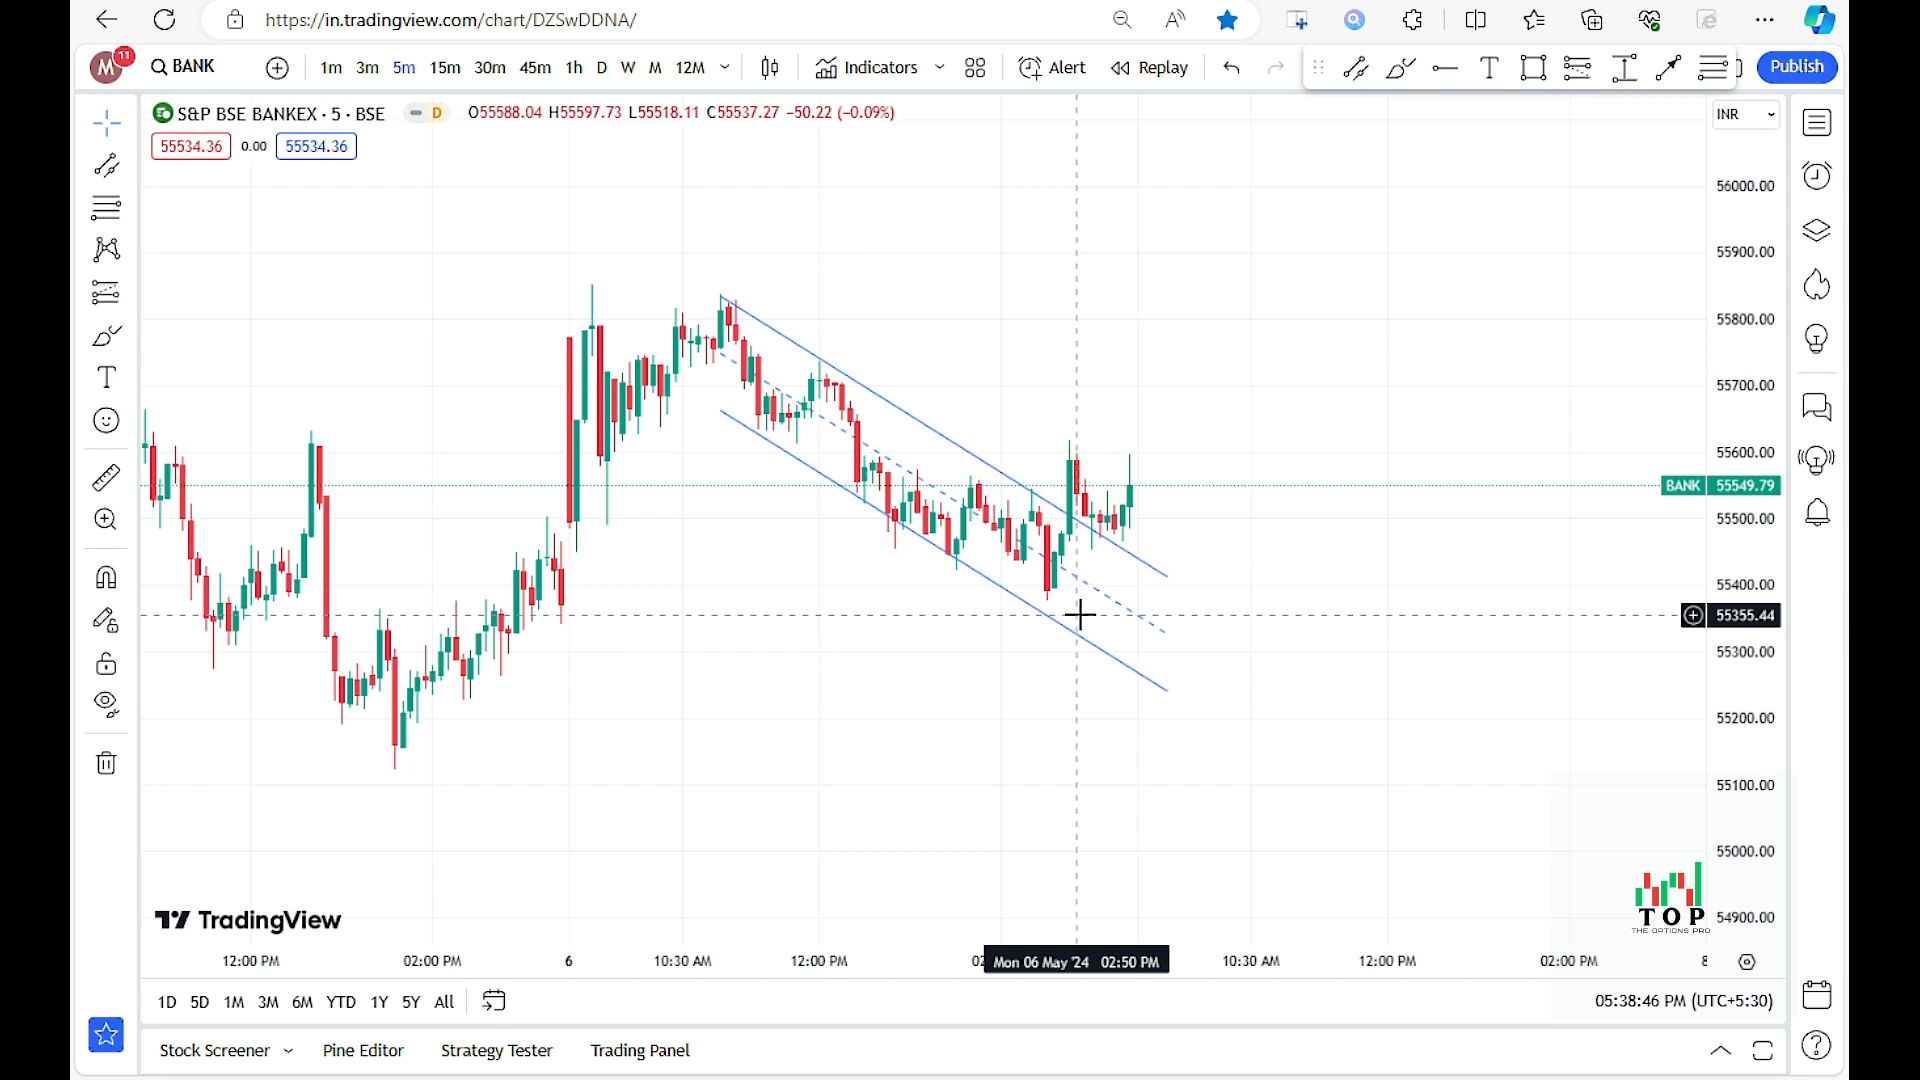 https://in.tradingview.com/chart/DZSwDDNA/
M 11 BANK 1m 3m 5m 15m 30m 45m 1h D W M 12M Indicators Alert Replay T Publish
S&P BSE BANKEX · 5 · BSE D O55588.04 H55597.73 L55518.11 C55537.27 −50.22 (−0.09%)
INR
55534.36 0.00 55534.36
56000.00
55900.00
55800.00
55700.00
55600.00
BANK 55549.79
55500.00
55400.00
55355.44
55300.00
55200.00
55100.00
55000.00
54900.00
TOP
THE OPTIONS PRO
TradingView
12:00 PM 02:00 PM 6 10:30 AM 12:00 PM 02 Mon 06 May '24 02:50 PM 10:30 AM 12:00 PM 02:00 PM 8
1D 5D 1M 3M 6M YTD 1Y 5Y All
05:38:46 PM (UTC+5:30)
Stock Screener Pine Editor Strategy Tester Trading Panel